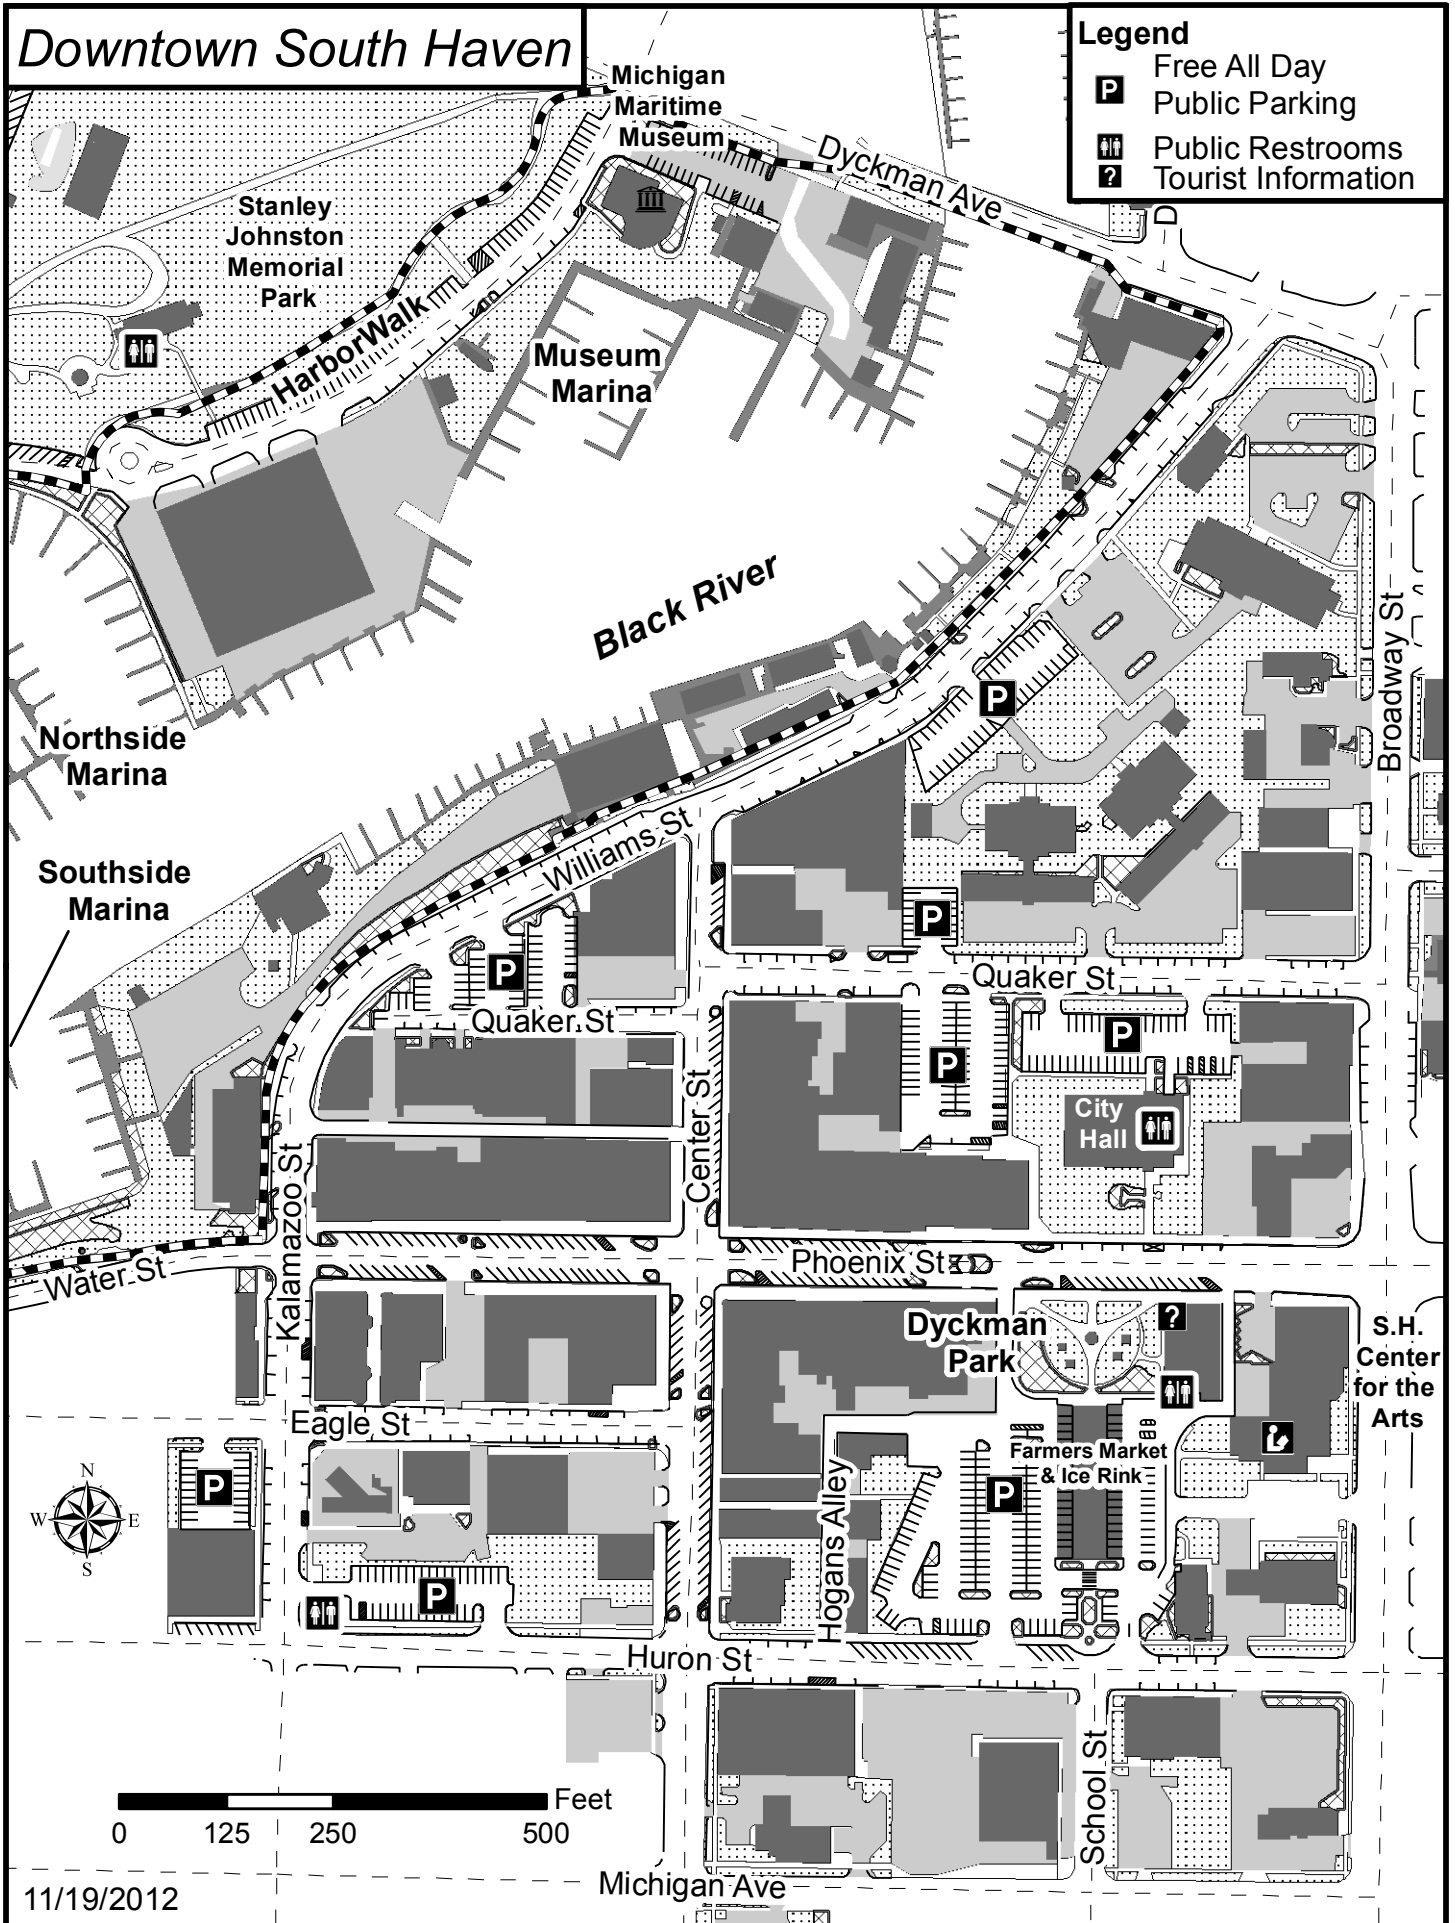 Downtown South Haven
Legend
P
Free All Day
Public Parking
Public Restrooms
?
Tourist Information
Michigan
Maritime
Museum
Dyckman Ave
D
Stanley
Johnston
Memorial
Park
HarborWalk
Museum
Marina
Black River
Broadway St
P
Northside
Marina
Williams St
Southside
Marina
P
P
Quaker St
Quaker St
P
P
City
Hall
Center St
Kalamazoo St
Phoenix St
Water St
Dyckman
Park
?
S.H.
Center
for the
Arts
Eagle St
Farmers Market
& Ice Rink
P
P
Hogans Alley
N
W
E
S
P
Huron St
School St
Feet
0
125
250
500
Michigan Ave
11/19/2012